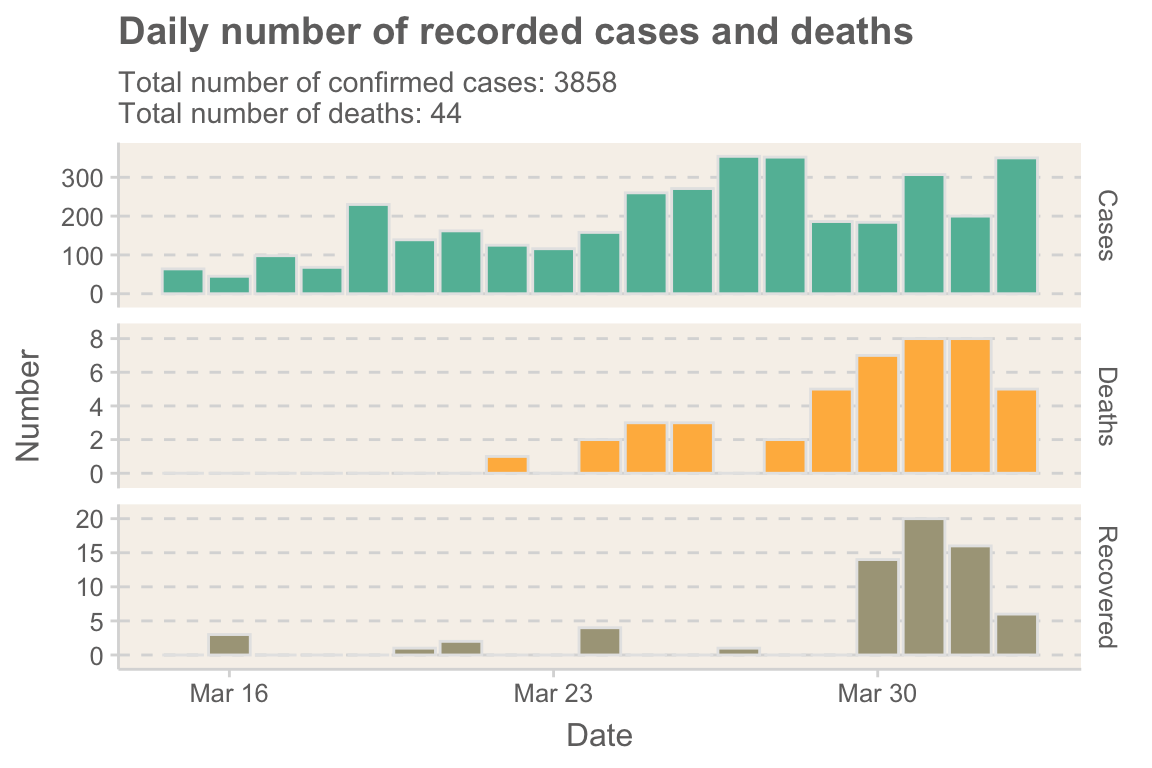 Daily number of recorded cases and deaths
Total number of confirmed cases: 3858
Total number of deaths: 44
300
200
100
0
Cases
8
6
4
2
0
Deaths
Number
20
15
10
5
0
Recovered
Mar 16 Mar 23 Mar 30
Date